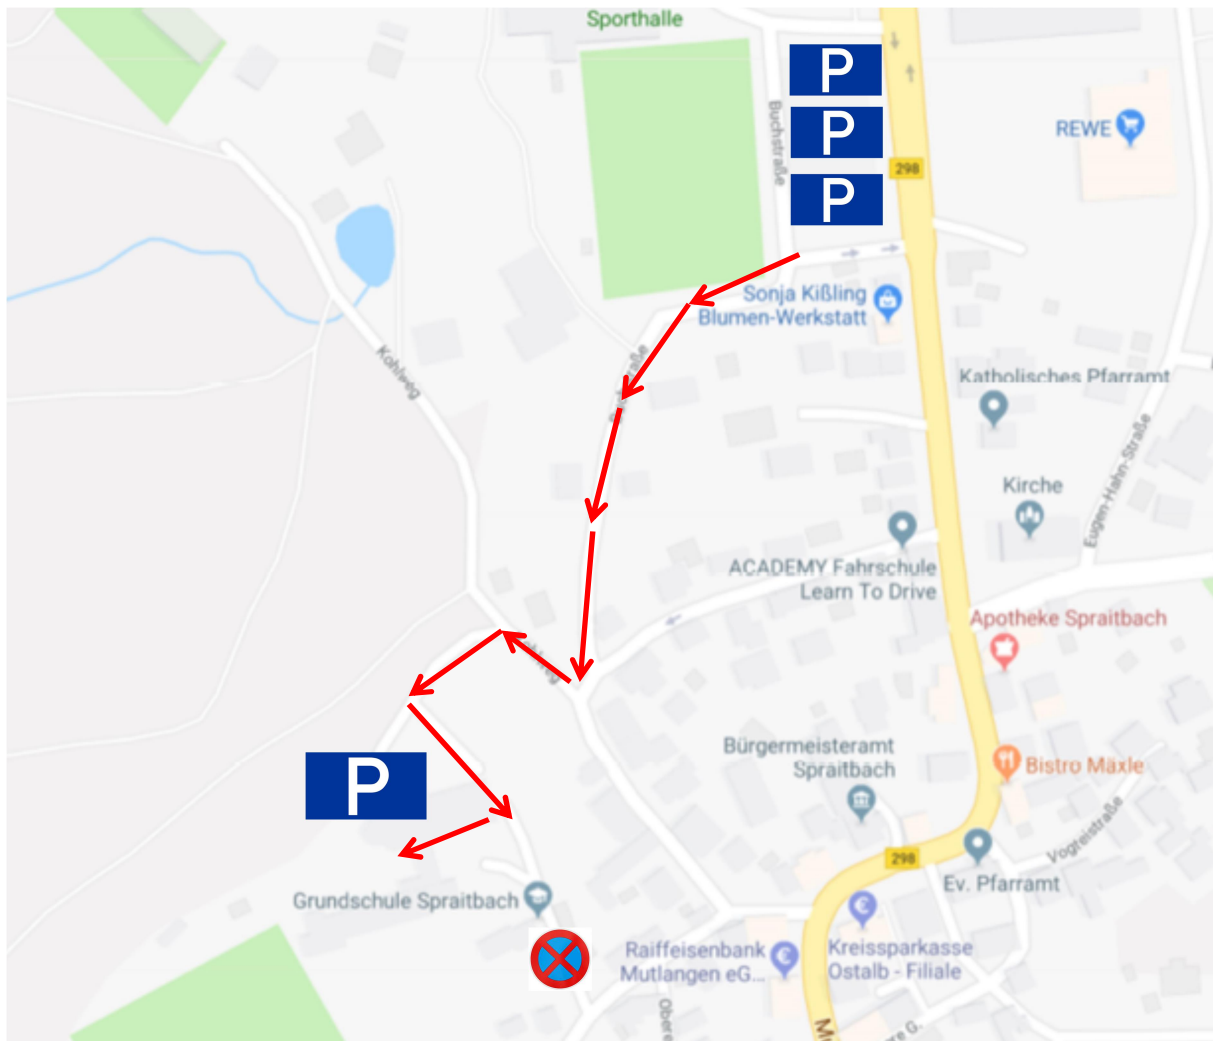 Sporthalle
P
P
P
Buchstraße
REWE
298
Sonja Kißling
Blumen-Werkstatt
Kohlweg
Katholisches Pfarramt
Eugen-Hahn-Straße
Kirche
ACADEMY Fahrschule
Learn To Drive
Apotheke Spraitbach
Bürgermeisteramt
Spraitbach
Bistro Mäxle
P
Vogteistraße
298
Ev. Pfarramt
Grundschule Spraitbach
Raiffeisenbank
Mutlangen eG...
Kreissparkasse
Ostalb - Filiale
Obere
re G.